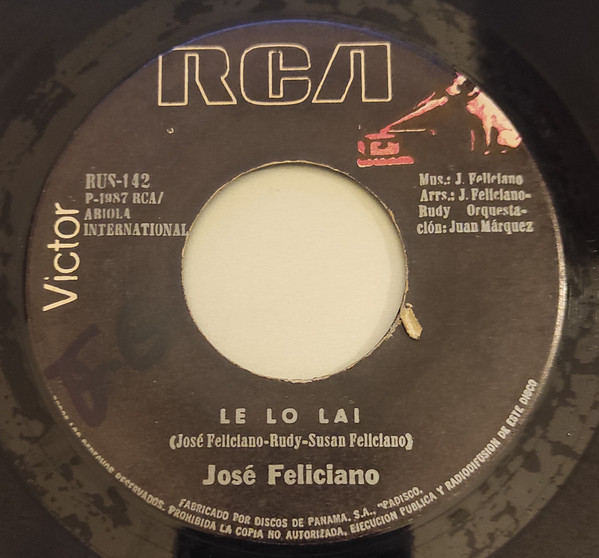 RCA
Victor
RUS-142
P-1987 RCA/
ARIOLA
INTERNATIONAL
Mus.: J. Feliciano
Arrs.: J. Feliciano-
Rudy Orquesta-
ción: Juan Márquez
LE LO LAI
(José Feliciano-Rudy-Susan Feliciano)
José Feliciano
RESERVADOS. PROHIBIDA LA COPIA NO AUTORIZADA, EJECUCION PUBLICA Y RADIODIFUSION DE ESTE DISCO
FABRICADO POR DISCOS DE PANAMA, S.A., "PADISCO,